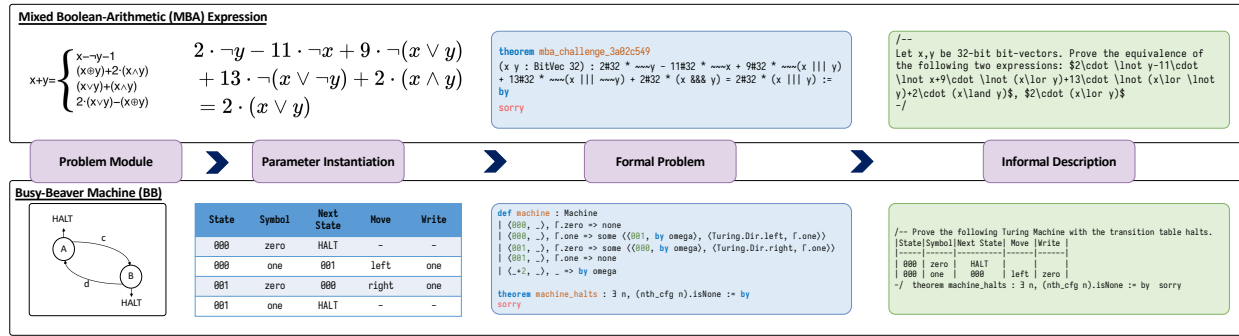 Mixed Boolean-Arithmetic (MBA) Expression
x+y= { x−¬y−1
(x⊕y)+2·(x∧y)
(x∨y)+(x∧y)
2·(x∨y)−(x⊕y)
2 · ¬y − 11 · ¬x + 9 · ¬(x ∨ y)
+ 13 · ¬(x ∨ ¬y) + 2 · (x ∧ y)
= 2 · (x ∨ y)
theorem mba_challenge_3a02c549
(x y : BitVec 32) : 2#32 * ~~~y - 11#32 * ~~~x + 9#32 * ~~~(x ||| y)
+ 13#32 * ~~~(x ||| ~~~y) + 2#32 * (x &&& y) = 2#32 * (x ||| y) :=
by
sorry
/--
Let x,y be 32-bit bit-vectors. Prove the equivalence of
the following two expressions: $2\cdot \lnot y-11\cdot
\lnot x+9\cdot \lnot (x\lor y)+13\cdot \lnot (x\lor \lnot
y)+2\cdot (x\land y)$, $2\cdot (x\lor y)$
-/
Problem Module
Parameter Instantiation
Formal Problem
Informal Description
Busy-Beaver Machine (BB)
HALT
A
c
d
B
HALT
State Symbol Next State Move Write
000 zero HALT – –
000 one 001 left one
001 zero 000 right one
001 one HALT – –
def machine : Machine
| ⟨000, _⟩, Γ.zero => none
| ⟨000, _⟩, Γ.one => some ⟨⟨001, by omega⟩, ⟨Turing.Dir.left, Γ.one⟩⟩
| ⟨001, _⟩, Γ.zero => some ⟨⟨000, by omega⟩, ⟨Turing.Dir.right, Γ.one⟩⟩
| ⟨001, _⟩, Γ.one => none
| ⟨_+2, _⟩, _ => by omega
theorem machine_halts : ∃ n, (nth_cfg n).isNone := by
sorry
/-- Prove the following Turing Machine with the transition table halts.
|State|Symbol|Next State| Move |Write |
|-----|------|----------|------|------|
| 000 | zero | HALT | | |
| 000 | one | 000 | left | zero |
-/ theorem machine_halts : ∃ n, (nth_cfg n).isNone := by sorry